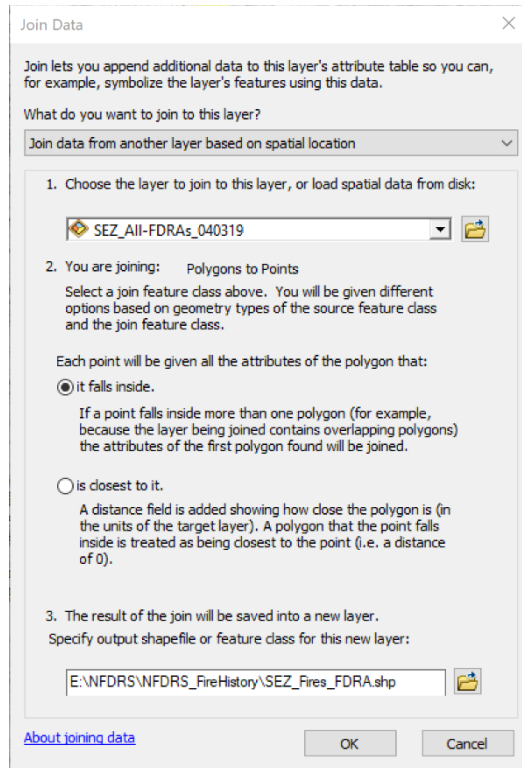 Join Data
Join lets you append additional data to this layer's attribute table so you can,
for example, symbolize the layer's features using this data.
What do you want to join to this layer?
Join data from another layer based on spatial location
1. Choose the layer to join to this layer, or load spatial data from disk:
SEZ_All-FDRAs_040319
2. You are joining: Polygons to Points
Select a join feature class above. You will be given different
options based on geometry types of the source feature class
and the join feature class.
Each point will be given all the attributes of the polygon that:
it falls inside.
If a point falls inside more than one polygon (for example,
because the layer being joined contains overlapping polygons)
the attributes of the first polygon found will be joined.
is closest to it.
A distance field is added showing how close the polygon is (in
the units of the target layer). A polygon that the point falls
inside is treated as being closest to the point (i.e. a distance
of 0).
3. The result of the join will be saved into a new layer.
Specify output shapefile or feature class for this new layer:
E:\NFDRS\NFDRS_FireHistory\SEZ_Fires_FDRA.shp
About joining data
OK
Cancel